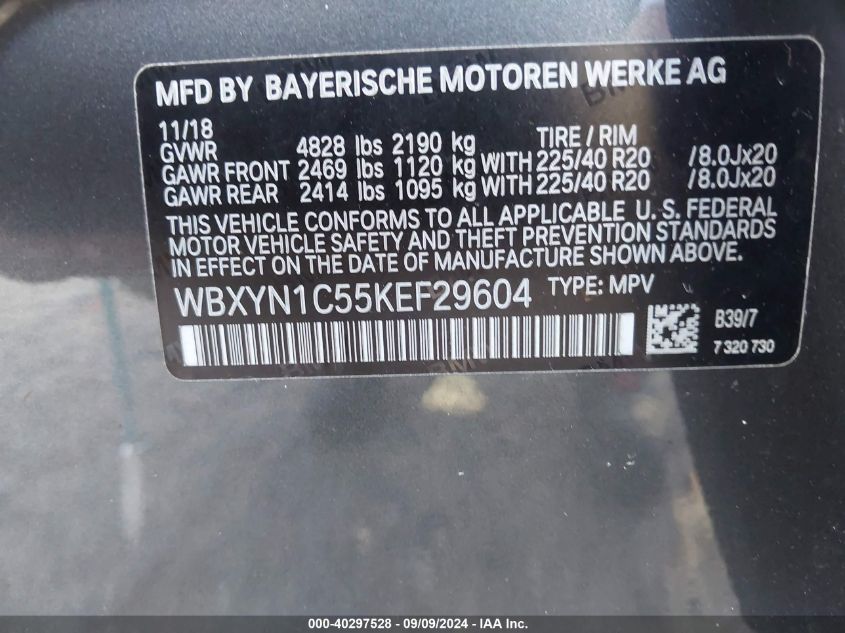 MFD BY BAYERISCHE MOTOREN WERKE AG
11/18
GVWR 4828 lbs 2190 kg TIRE / RIM
GAWR FRONT 2469 lbs 1120 kg WITH 225/40 R20 /8.0Jx20
GAWR REAR 2414 lbs 1095 kg WITH 225/40 R20 /8.0Jx20
THIS VEHICLE CONFORMS TO ALL APPLICABLE U. S. FEDERAL
MOTOR VEHICLE SAFETY AND THEFT PREVENTION STANDARDS
IN EFFECT ON THE DATE OF MANUFACTURE SHOWN ABOVE.
WBXYN1C55KEF29604 TYPE: MPV
B39/7
7 320 730
000-40297528 - 09/09/2024 - IAA Inc.